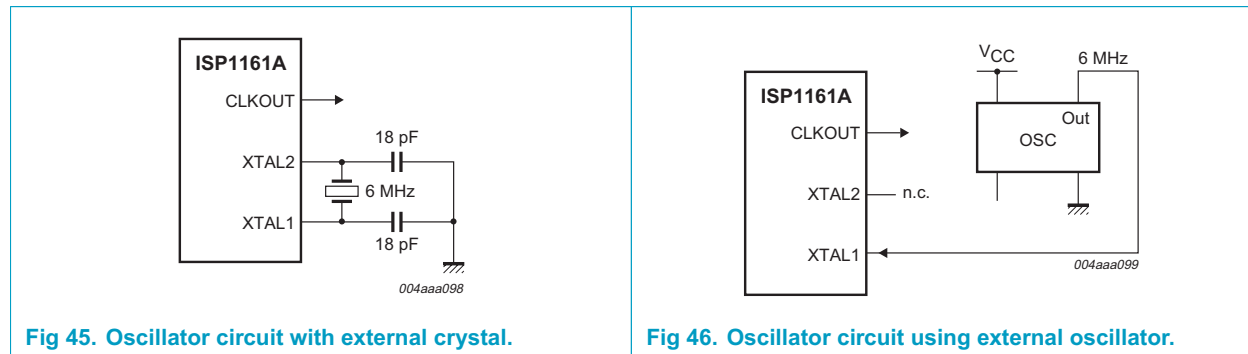 ISP1161A
CLKOUT
18 pF
XTAL2
6 MHz
XTAL1
18 pF
004aaa098
Fig 45. Oscillator circuit with external crystal.
VCC
6 MHz
ISP1161A
Out
CLKOUT
OSC
XTAL2
n.c.
XTAL1
004aaa099
Fig 46. Oscillator circuit using external oscillator.